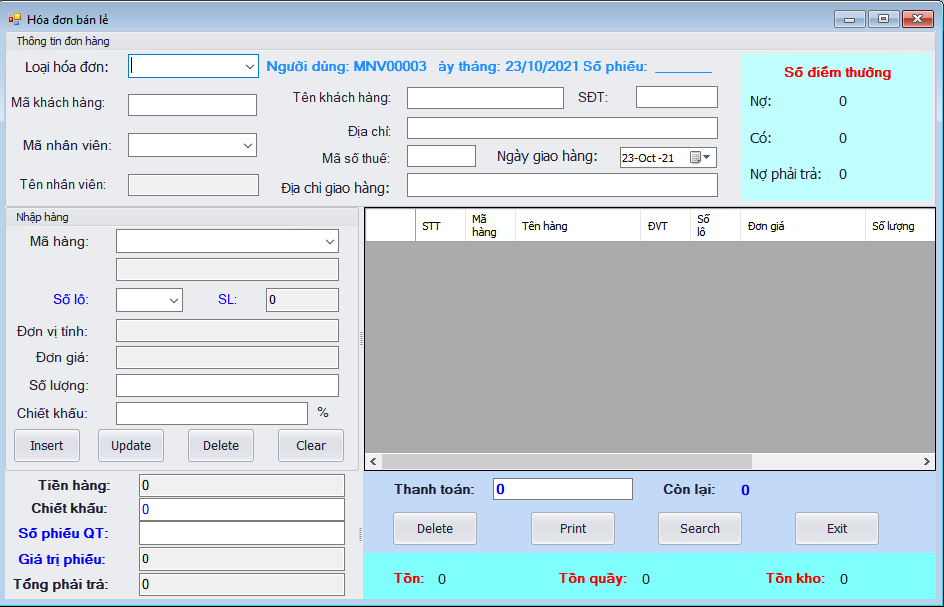 Hóa đơn bán lẻ
Thông tin đơn hàng
Loại hóa đơn:
Người dùng: MNV00003 ày tháng: 23/10/2021 Số phiếu: _______
Mã khách hàng:
Tên khách hàng:
SĐT:
Địa chỉ:
Mã nhân viên:
Mã số thuế:
Ngày giao hàng:
23-Oct -21
Tên nhân viên:
Địa chỉ giao hàng:
Số điểm thưởng
Nợ: 0
Có: 0
Nợ phải trả: 0
Nhập hàng
Mã hàng:
Số lô:
SL: 0
Đơn vị tính:
Đơn giá:
Số lượng:
Chiết khấu: %
Insert Update Delete Clear
STT Mã hàng Tên hàng ĐVT Số lô Đơn giá Số lượng
Tiền hàng: 0
Chiết khấu: 0
Số phiếu QT:
Giá trị phiếu: 0
Tổng phải trả: 0
Thanh toán: 0 Còn lại: 0
Delete Print Search Exit
Tồn: 0 Tồn quầy: 0 Tồn kho: 0